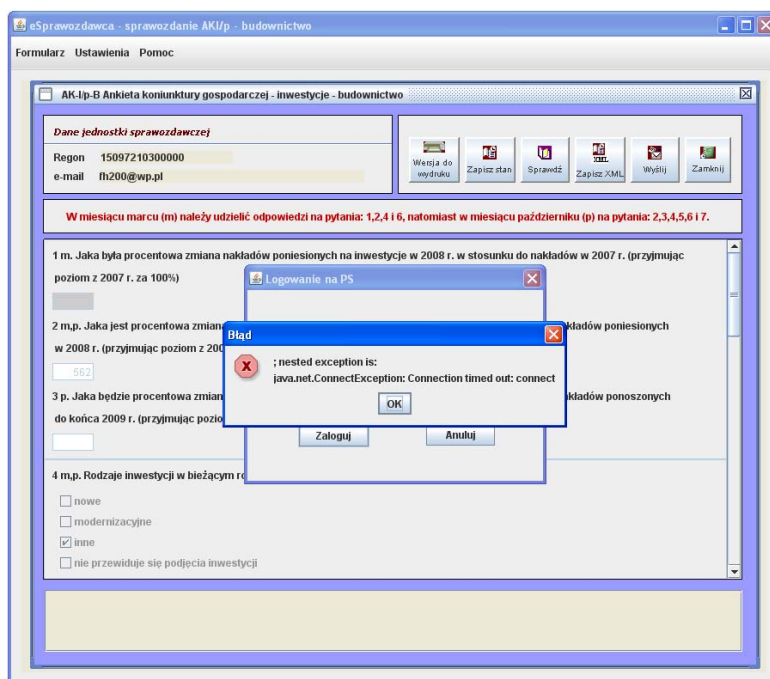 eSprawozdawca - sprawozdanie AKI/p - budownictwo
Formularz Ustawienia Pomoc
AK-I/p-B Ankieta koniunktury gospodarczej - inwestycje - budownictwo
Dane jednostki sprawozdawczej
Regon 15097210300000
e-mail fh200@wp.pl
Wersja do wydruku
Zapisz stan
Sprawdź
XML
Zapisz XML
Wyślij
Zamknij
W miesiącu marcu (m) należy udzielić odpowiedzi na pytania: 1,2,4 i 6, natomiast w miesiącu październiku (p) na pytania: 2,3,4,5,6 i 7.
1 m. Jaka była procentowa zmiana nakładów poniesionych na inwestycje w 2008 r. w stosunku do nakładów w 2007 r. (przyjmując
poziom z 2007 r. za 100%)
Logowanie na PS
2 m,p. Jaka jest procentowa zmiana
kładów poniesionych
w 2008 r. (przyjmując poziom z 200
562
Błąd
; nested exception is:
java.net.ConnectException: Connection timed out: connect
OK
3 p. Jaka będzie procentowa zmian
kładów ponoszonych
do końca 2009 r. (przyjmując pozio
Zaloguj Anuluj
4 m,p. Rodzaje inwestycji w bieżącym ro
nowe
modernizacyjne
inne
nie przewiduje się podjęcia inwestycji